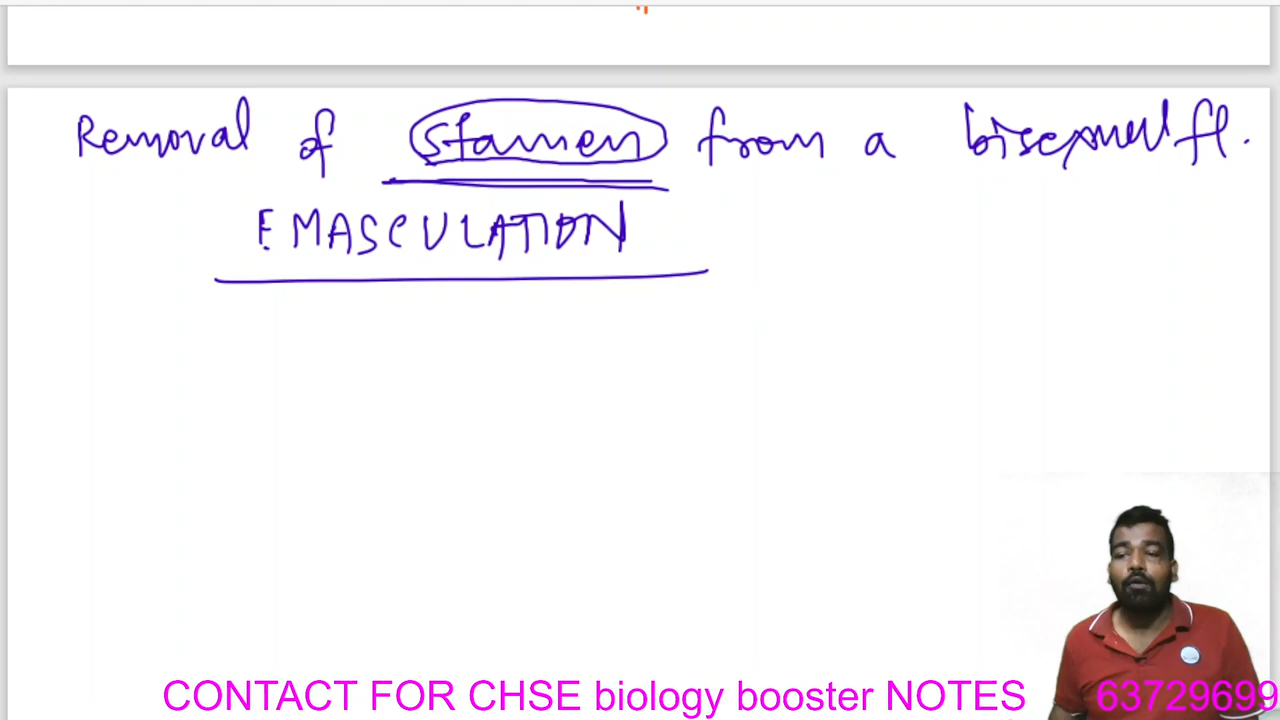 Removal of stamen from a bisexual fl.
EMASCULATION
CONTACT FOR CHSE biology booster NOTES 63729699